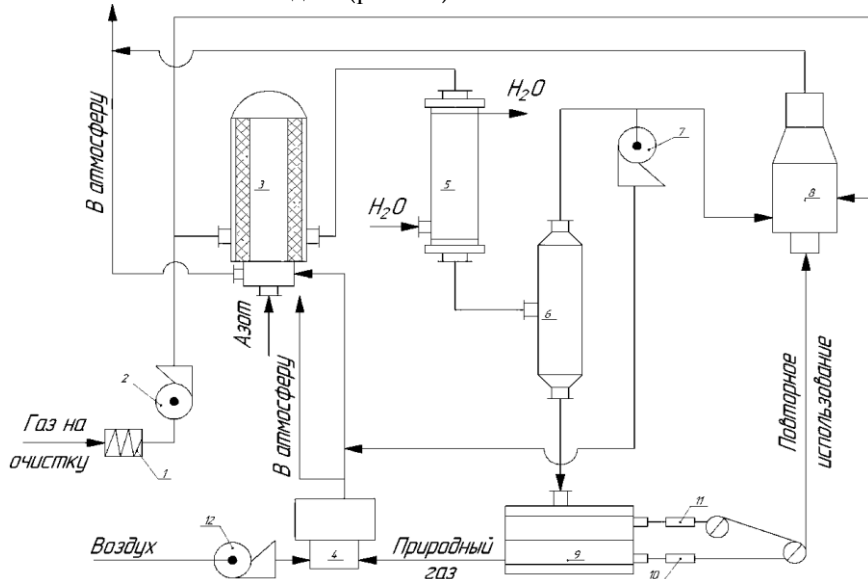 В атмосферу
3
H2O
5
H2O
7
8
6
Азот
В атмосферу
2
Газ на
очистку
1
Повторное
использование
12
Воздух
4
Природный
газ
9
11
10